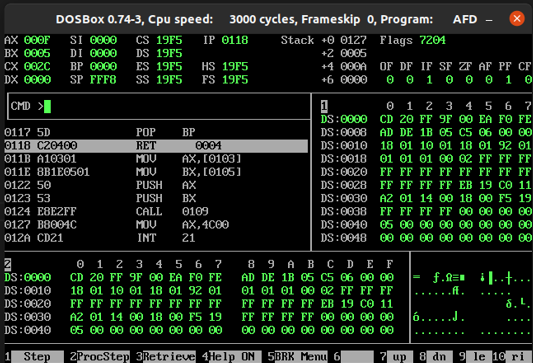 DOSBox 0.74-3, Cpu speed: 3000 cycles, Frameskip 0, Program: AFD
AX 000F SI 0000 CS 19F5 IP 0118 Stack +0 0127 Flags 7204
BX 0005 DI 0000 DS 19F5 +2 0005
CX 002C BP 0000 ES 19F5 HS 19F5 +4 000A OF DF IF SF ZF AF PF CF
DX 0000 SP FFF8 SS 19F5 FS 19F5 +6 0000 0 0 1 0 0 0 1 0
CMD > 1 0 1 2 3 4 5 6 7
DS:0000 CD 20 FF 9F 00 EA F0 FE
0117 5D POP BP DS:0008 AD DE 1B 05 C5 06 00 00
0118 C20400 RET 0004 DS:0010 18 01 10 01 18 01 92 01
011B A10301 MOV AX,[0103] DS:0018 01 01 01 00 02 FF FF FF
011E 8B1E0501 MOV BX,[0105] DS:0020 FF FF FF FF FF FF FF FF
0122 50 PUSH AX DS:0028 FF FF FF FF EB 19 C0 11
0123 53 PUSH BX DS:0030 A2 01 14 00 18 00 F5 19
0124 E8E2FF CALL 0109 DS:0038 FF FF FF FF 00 00 00 00
0127 B8004C MOV AX,4C00 DS:0040 05 00 00 00 00 00 00 00
012A CD21 INT 21 DS:0048 00 00 00 00 00 00 00 00
2 0 1 2 3 4 5 6 7 8 9 A B C D E F
DS:0000 CD 20 FF 9F 00 EA F0 FE AD DE 1B 05 C5 06 00 00
DS:0010 18 01 10 01 18 01 92 01 01 01 01 00 02 FF FF FF
DS:0020 FF FF FF FF FF FF FF FF FF FF FF FF EB 19 C0 11
DS:0030 A2 01 14 00 18 00 F5 19 FF FF FF FF 00 00 00 00
DS:0040 05 00 00 00 00 00 00 00 00 00 00 00 00 00 00 00
1 Step 2 ProcStep 3 Retrieve 4 Help ON 5 BRK Menu 6 7 up 8 dn 9 le 10 ri